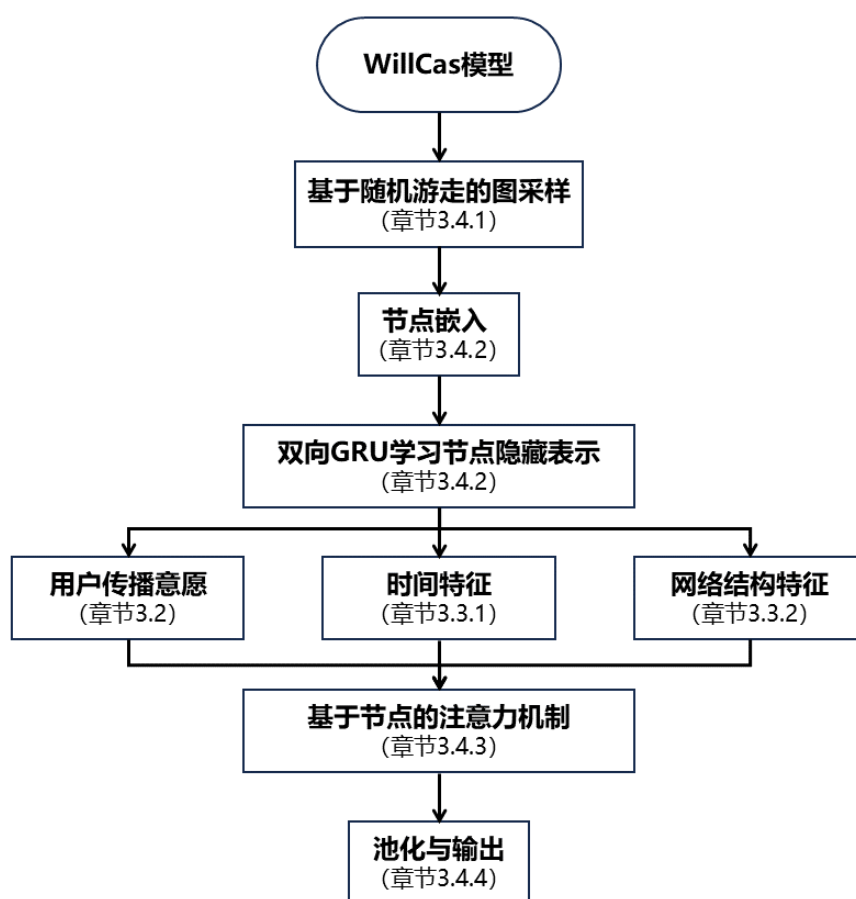 WillCas模型
基于随机游走的图采样
（章节3.4.1）
节点嵌入
（章节3.4.2）
双向GRU学习节点隐藏表示
（章节3.4.2）
用户传播意愿
（章节3.2）
时间特征
（章节3.3.1）
网络结构特征
（章节3.3.2）
基于节点的注意力机制
（章节3.4.3）
池化与输出
（章节3.4.4）